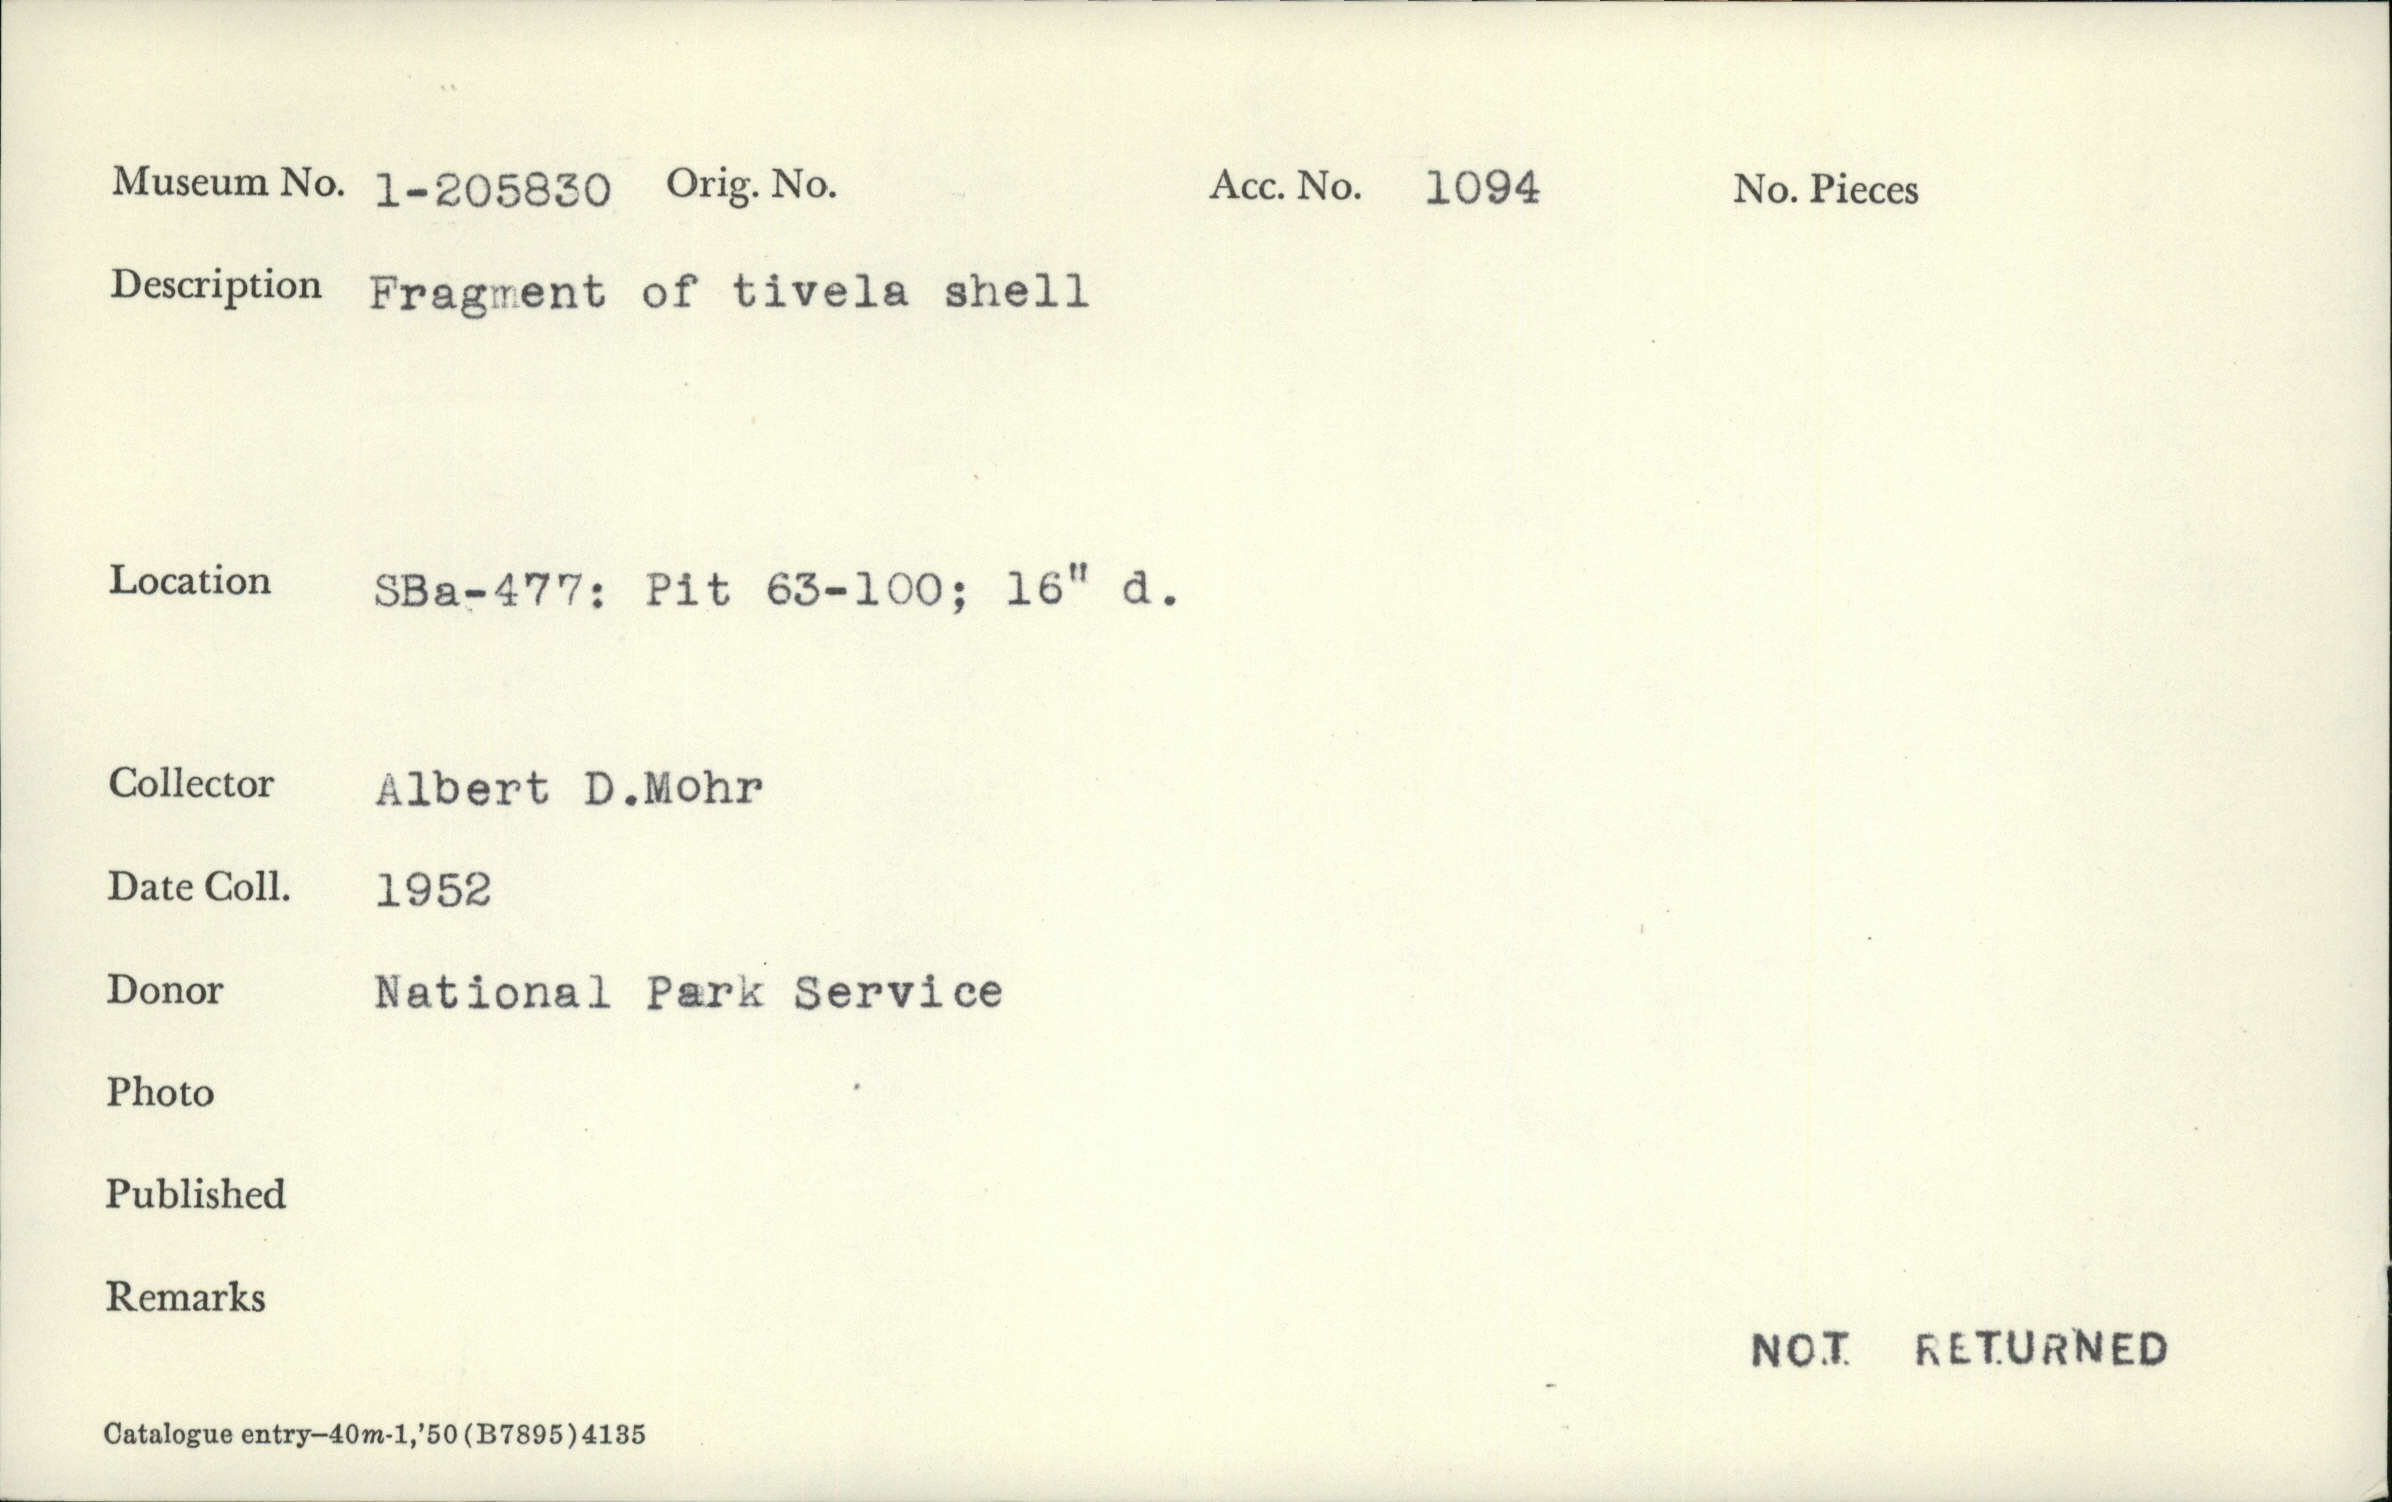 Museum No. 1-205830 Orig. No. Acc. No. 1094 No. Pieces
Description Fragment of tivela shell
Location SBa-477: Pit 63-100; 16" d.
Collector Albert D.Mohr
Date Coll. 1952
Donor National Park Service
Photo
Published
Remarks
NOT RETURNED
Catalogue entry—40m-1,'50(B7895)4135